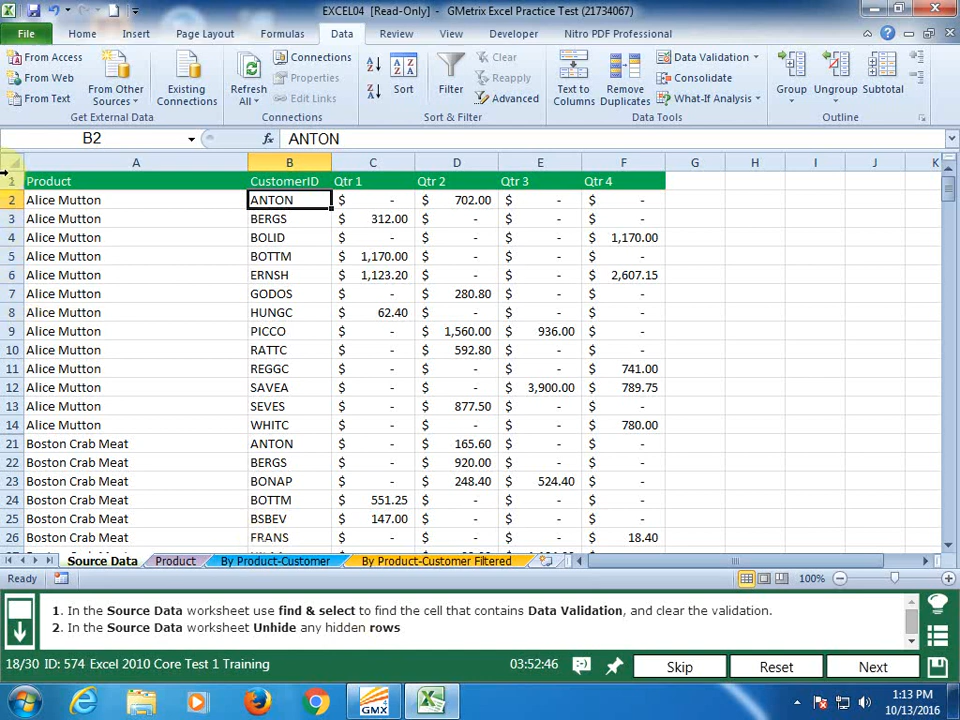 EXCEL04 [Read-Only] - GMetrix Excel Practice Test (21734067)
File Home Insert Page Layout Formulas Data Review View Developer Nitro PDF Professional
From Access
From Web
From Text
From Other Sources
Existing Connections
Get External Data
Refresh All
Connections
Properties
Edit Links
Connections
Sort
Filter
Clear
Reapply
Advanced
Sort & Filter
Text to Columns
Remove Duplicates
Data Validation
Consolidate
What-If Analysis
Data Tools
Group
Ungroup
Subtotal
Outline
B2 fx ANTON
A B C D E F G H I J K
1 Product CustomerID Qtr 1 Qtr 2 Qtr 3 Qtr 4
2 Alice Mutton ANTON $ - $ 702.00 $ - $ -
3 Alice Mutton BERGS $ 312.00 $ - $ - $ -
4 Alice Mutton BOLID $ - $ - $ - $ 1,170.00
5 Alice Mutton BOTTM $ 1,170.00 $ - $ - $ -
6 Alice Mutton ERNSH $ 1,123.20 $ - $ - $ 2,607.15
7 Alice Mutton GODOS $ - $ 280.80 $ - $ -
8 Alice Mutton HUNGC $ 62.40 $ - $ - $ -
9 Alice Mutton PICCO $ - $ 1,560.00 $ 936.00 $ -
10 Alice Mutton RATTC $ - $ 592.80 $ - $ -
11 Alice Mutton REGGC $ - $ - $ - $ 741.00
12 Alice Mutton SAVEA $ - $ - $ 3,900.00 $ 789.75
13 Alice Mutton SEVES $ - $ 877.50 $ - $ -
14 Alice Mutton WHITC $ - $ - $ - $ 780.00
21 Boston Crab Meat ANTON $ - $ 165.60 $ - $ -
22 Boston Crab Meat BERGS $ - $ 920.00 $ - $ -
23 Boston Crab Meat BONAP $ - $ 248.40 $ 524.40 $ -
24 Boston Crab Meat BOTTM $ 551.25 $ - $ - $ -
25 Boston Crab Meat BSBEV $ 147.00 $ - $ - $ -
26 Boston Crab Meat FRANS $ - $ - $ - $ 18.40
Source Data Product By Product-Customer By Product-Customer Filtered
Ready 100%
1. In the Source Data worksheet use find & select to find the cell that contains Data Validation, and clear the validation.
2. In the Source Data worksheet Unhide any hidden rows
18/30 ID: 574 Excel 2010 Core Test 1 Training 03:52:46 Skip Reset Next
GMX
1:13 PM
10/13/2016